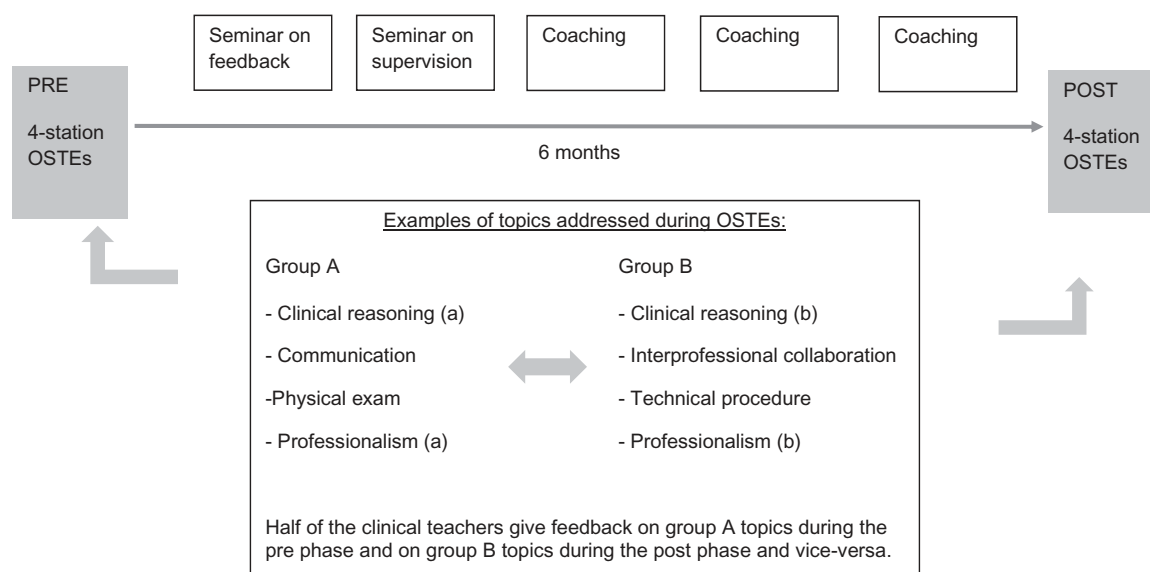 Seminar on
feedback
Seminar on
supervision
Coaching
Coaching
Coaching
PRE
4-station
OSTEs
6 months
POST
4-station
OSTEs
Examples of topics addressed during OSTEs:
Group A
- Clinical reasoning (a)
- Communication
-Physical exam
- Professionalism (a)
Group B
- Clinical reasoning (b)
- Interprofessional collaboration
- Technical procedure
- Professionalism (b)
Half of the clinical teachers give feedback on group A topics during the
pre phase and on group B topics during the post phase and vice-versa.